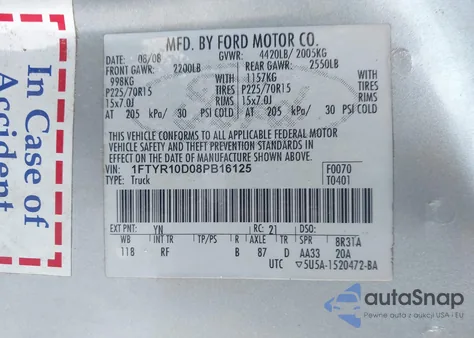 In Case of
Accident
MFD. BY FORD MOTOR CO.
DATE: 08/08 GVWR: 4420LB/ 2005KG
FRONT GAWR: 2200LB REAR GAWR: 2550LB
998KG WITH 1157KG WITH
P225/70R15 TIRES P225/70R15 TIRES
15x7.0J RIMS 15x7.0J RIMS
AT 205 kPa/ 30 PSI COLD AT 205 kPa/ 30 PSI COLD
THIS VEHICLE CONFORMS TO ALL APPLICABLE FEDERAL MOTOR
VEHICLE SAFETY AND THEFT PREVENTION STANDARDS IN
EFFECT ON THE DATE OF MANUFACTURE SHOWN ABOVE.
VIN: 1FTYR10D08PB16125 F0070
TYPE: Truck T0401
EXT PNT: YN RC: 21 DSO:
WB INT TR TP/PS R AXLE TR SPR BR31A
118 RF B 87 D AA33 20A
UTC 5U5A-1520472-BA
autoSnap
Pewne auta z aukcji USA i EU